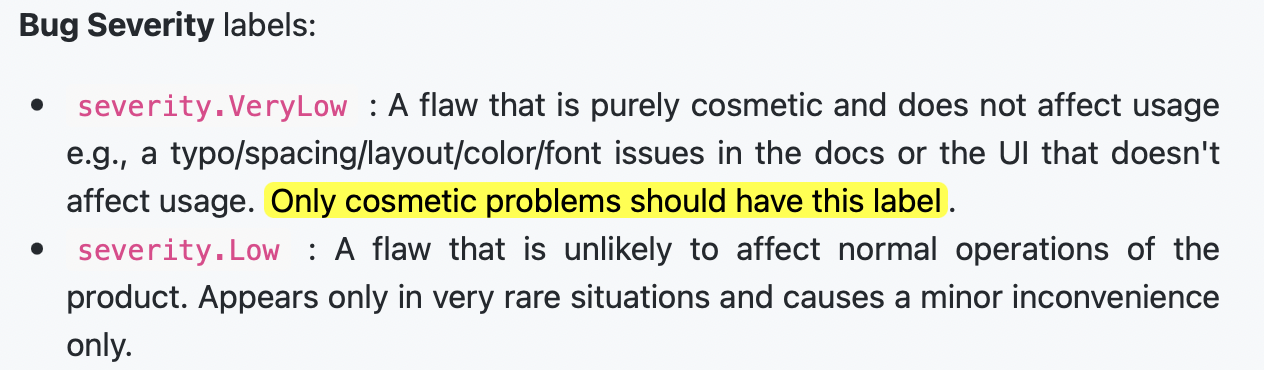 Bug Severity labels:
• severity.VeryLow : A flaw that is purely cosmetic and does not affect usage
e.g., a typo/spacing/layout/color/font issues in the docs or the UI that doesn't
affect usage. Only cosmetic problems should have this label.
• severity.Low : A flaw that is unlikely to affect normal operations of the
product. Appears only in very rare situations and causes a minor inconvenience
only.